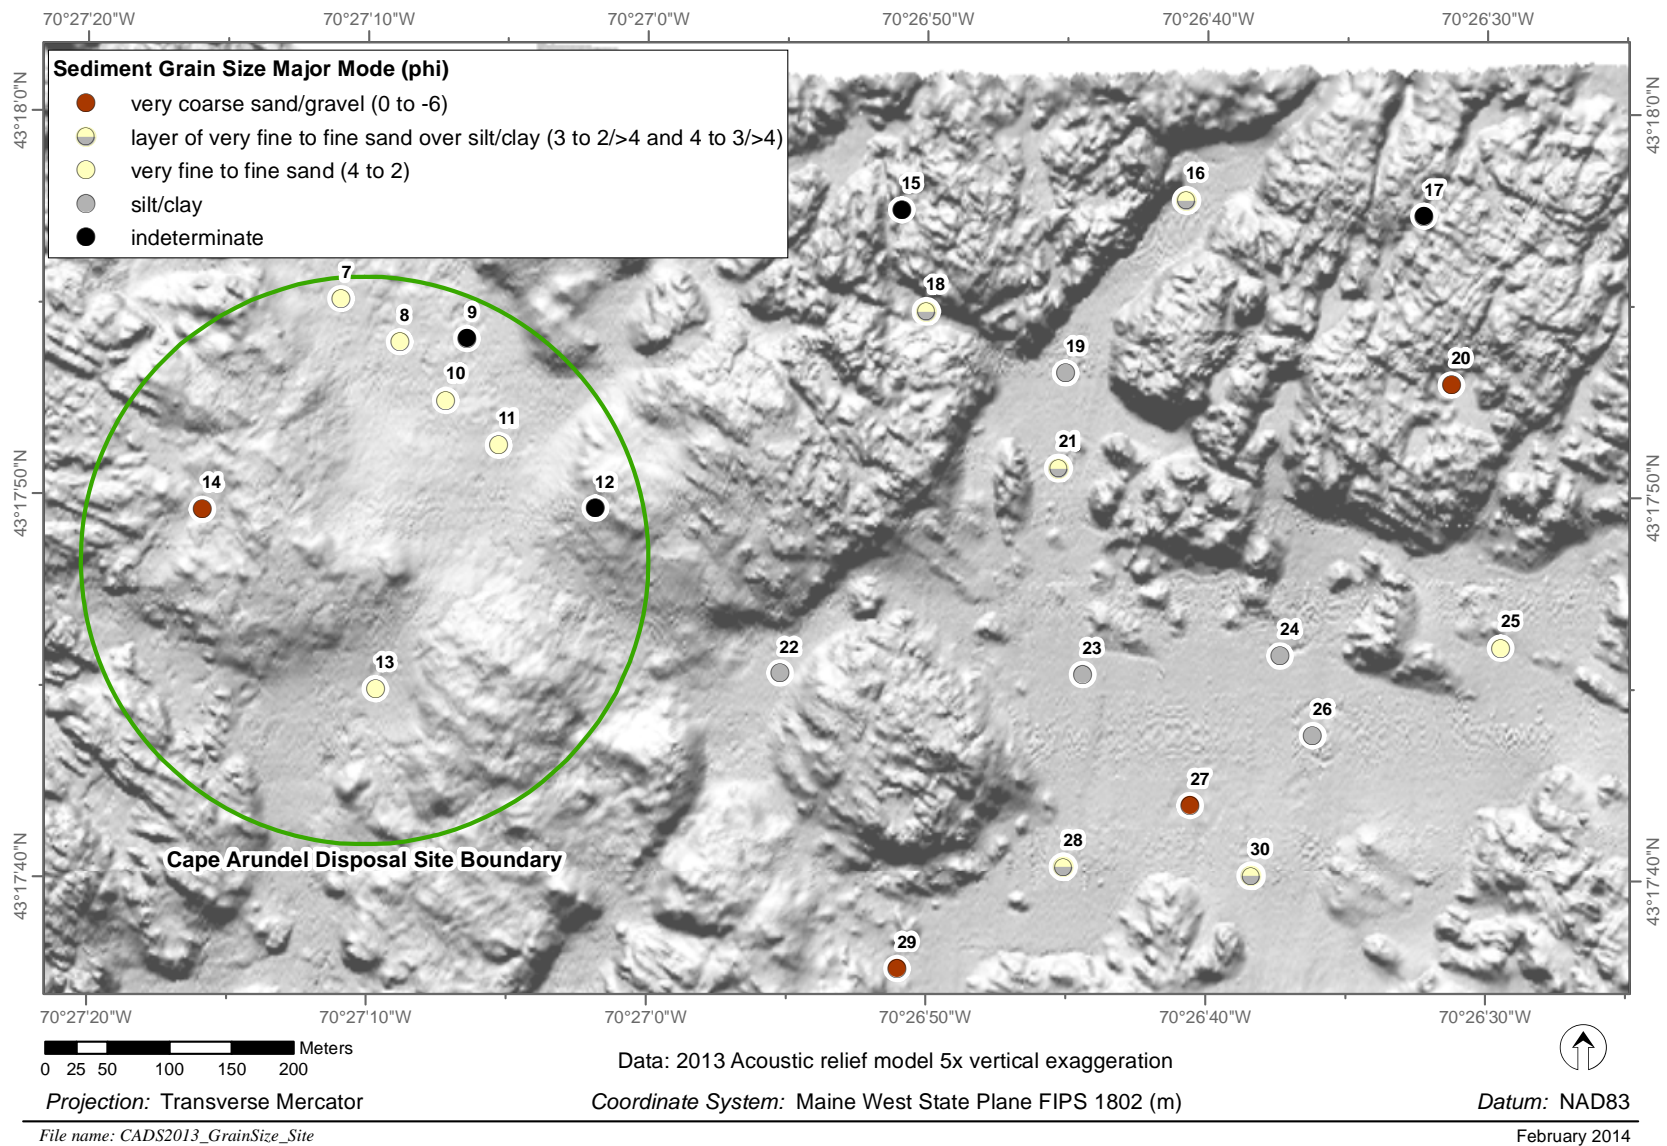 70°27'20"W 70°27'10"W 70°27'0"W 70°26'50"W 70°26'40"W 70°26'30"W
Sediment Grain Size Major Mode (phi)
very coarse sand/gravel (0 to -6)
layer of very fine to fine sand over silt/clay (3 to 2/>4 and 4 to 3/>4)
very fine to fine sand (4 to 2)
silt/clay
indeterminate
43°18'0"N
43°18'0"N
15
16
17
7
8
9
18
19
20
10
11
21
43°17'50"N
43°17'50"N
14
12
13
22
23
24
25
26
27
28
30
Cape Arundel Disposal Site Boundary
43°17'40"N
43°17'40"N
29
70°27'20"W 70°27'10"W 70°27'0"W 70°26'50"W 70°26'40"W 70°26'30"W
Meters
0 25 50 100 150 200
Data: 2013 Acoustic relief model 5x vertical exaggeration
Projection: Transverse Mercator Coordinate System: Maine West State Plane FIPS 1802 (m) Datum: NAD83
File name: CADS2013_GrainSize_Site February 2014